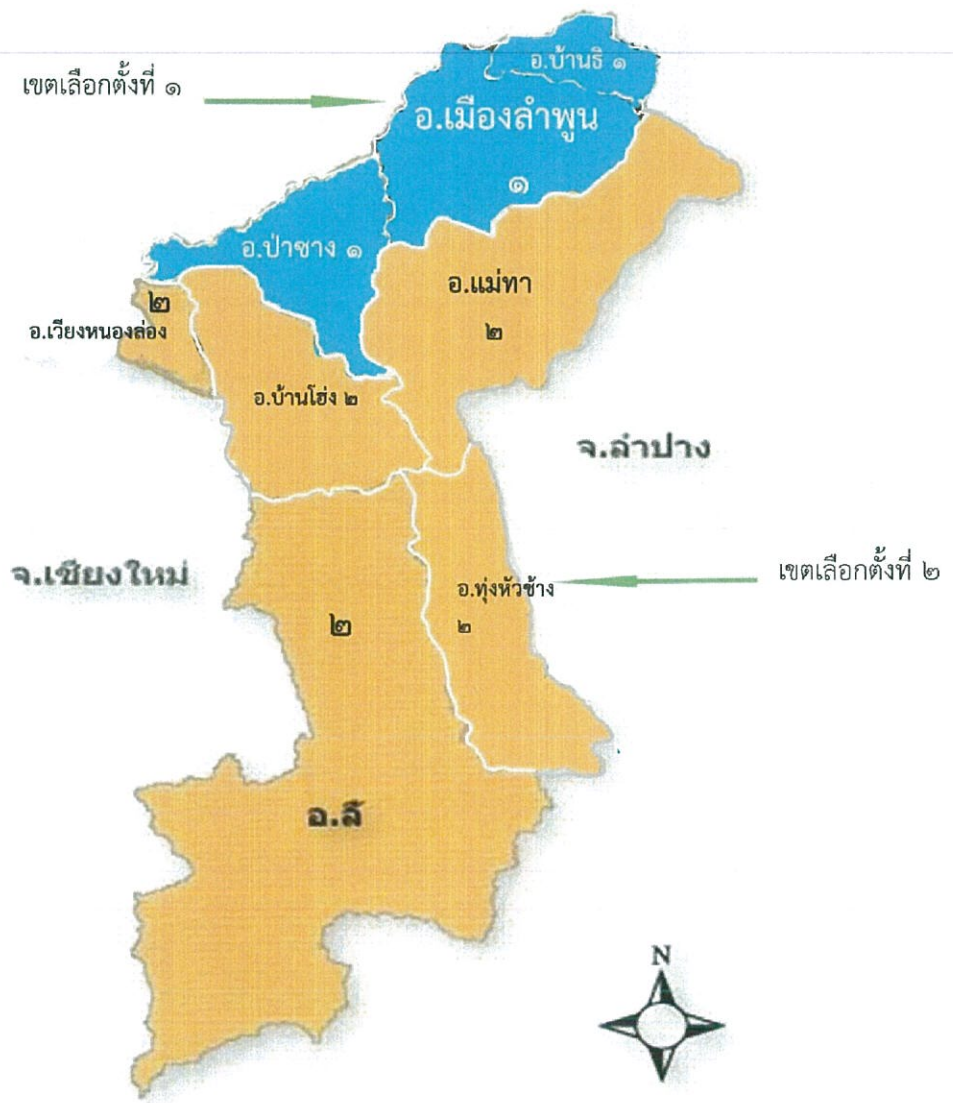 อ.บ้านธิ ๑
เขตเลือกตั้งที่ ๑
อ.เมืองลำพูน
๑
อ.ป่าซาง ๑
อ.แม่ทา
๒
๒
อ.เวียงหนองล่อง
อ.บ้านโฮ่ง ๒
จ.ลำปาง
จ.เชียงใหม่
เขตเลือกตั้งที่ ๒
อ.ทุ่งหัวช้าง
๒
๒
อ.ลี้
N